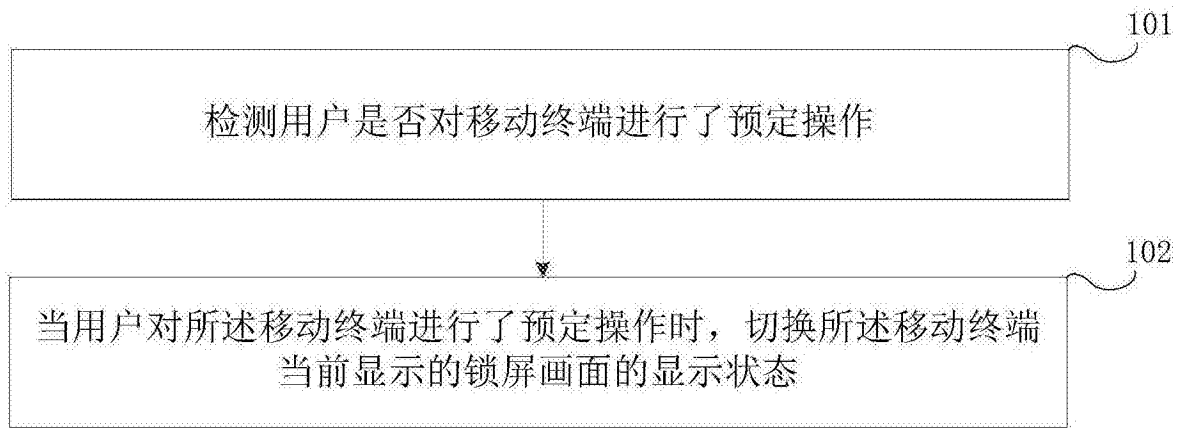 101
检测用户是否对移动终端进行了预定操作
102
当用户对所述移动终端进行了预定操作时，切换所述移动终端
当前显示的锁屏画面的显示状态